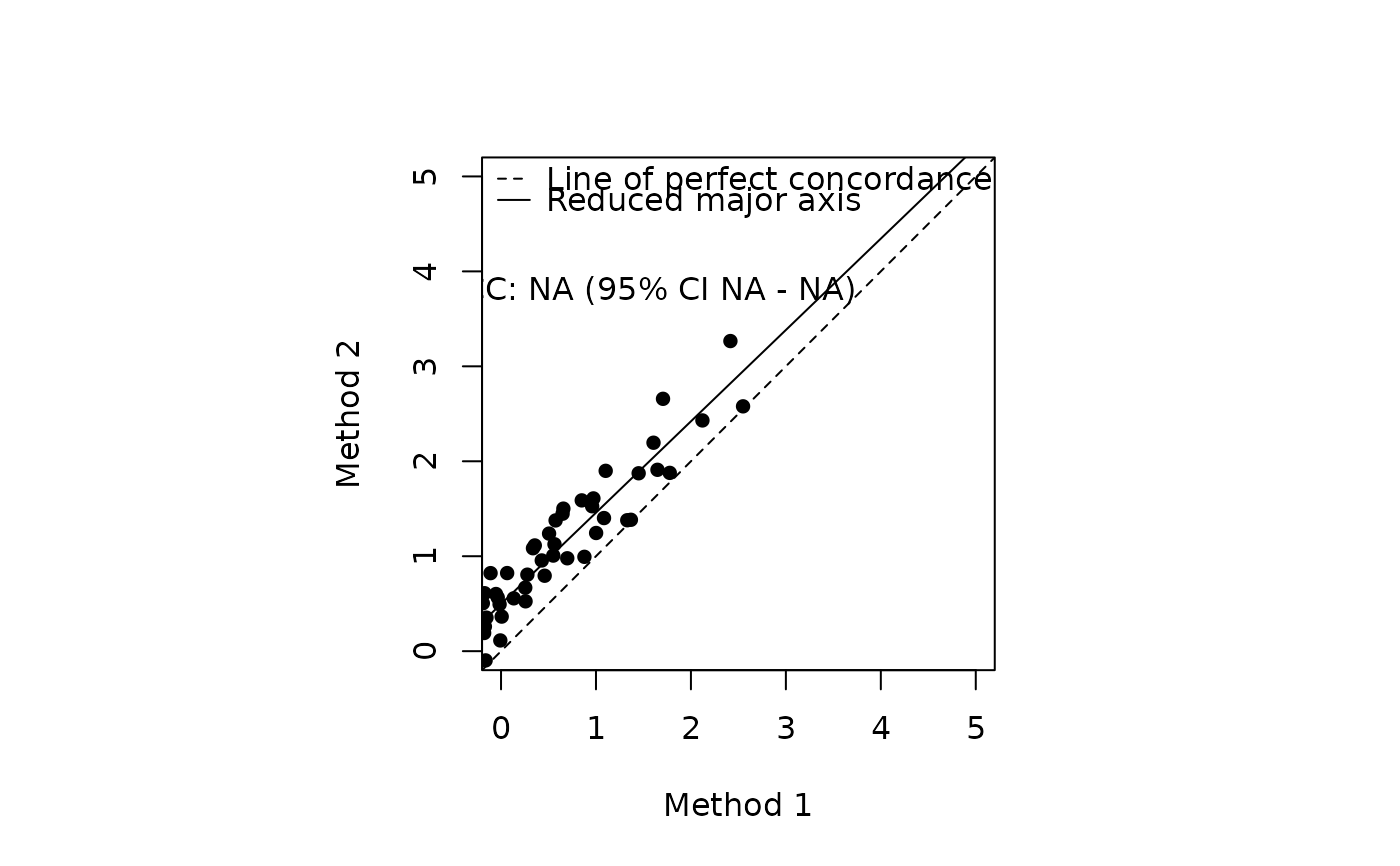 Line of perfect concordance
Reduced major axis
C: NA (95% CI NA - NA)
Method 2
5
4
3
2
1
0
0 1 2 3 4 5
Method 1